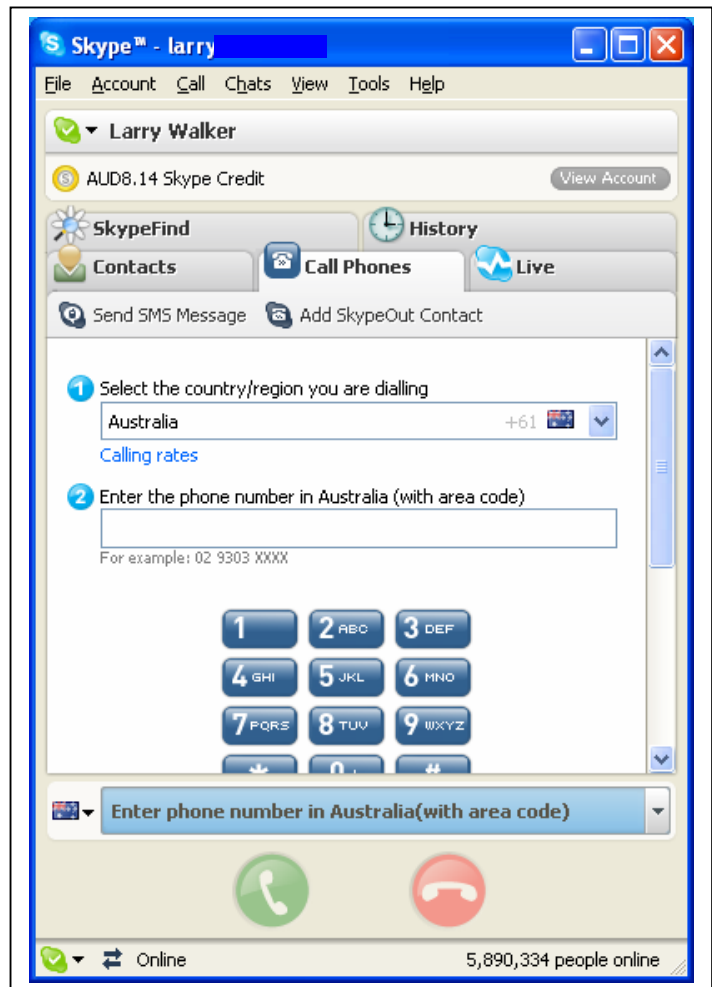 Skype™ - larry
File Account Call Chats View Tools Help
Larry Walker
AUD8.14 Skype Credit View Account
SkypeFind History
Contacts Call Phones Live
Send SMS Message Add SkypeOut Contact
1 Select the country/region you are dialling
Australia +61
Calling rates
2 Enter the phone number in Australia (with area code)
For example: 02 9303 XXXX
1 2 ABC 3 DEF
4 GHI 5 JKL 6 MNO
7 PQRS 8 TUV 9 WXYZ
Enter phone number in Australia(with area code)
Online 5,890,334 people online